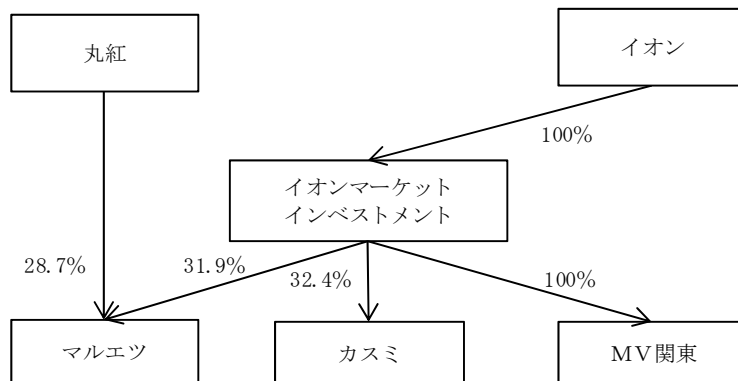 丸紅
イオン
100%
イオンマーケット
インベストメント
28.7%
31.9%
32.4%
100%
マルエツ
カスミ
MV関東